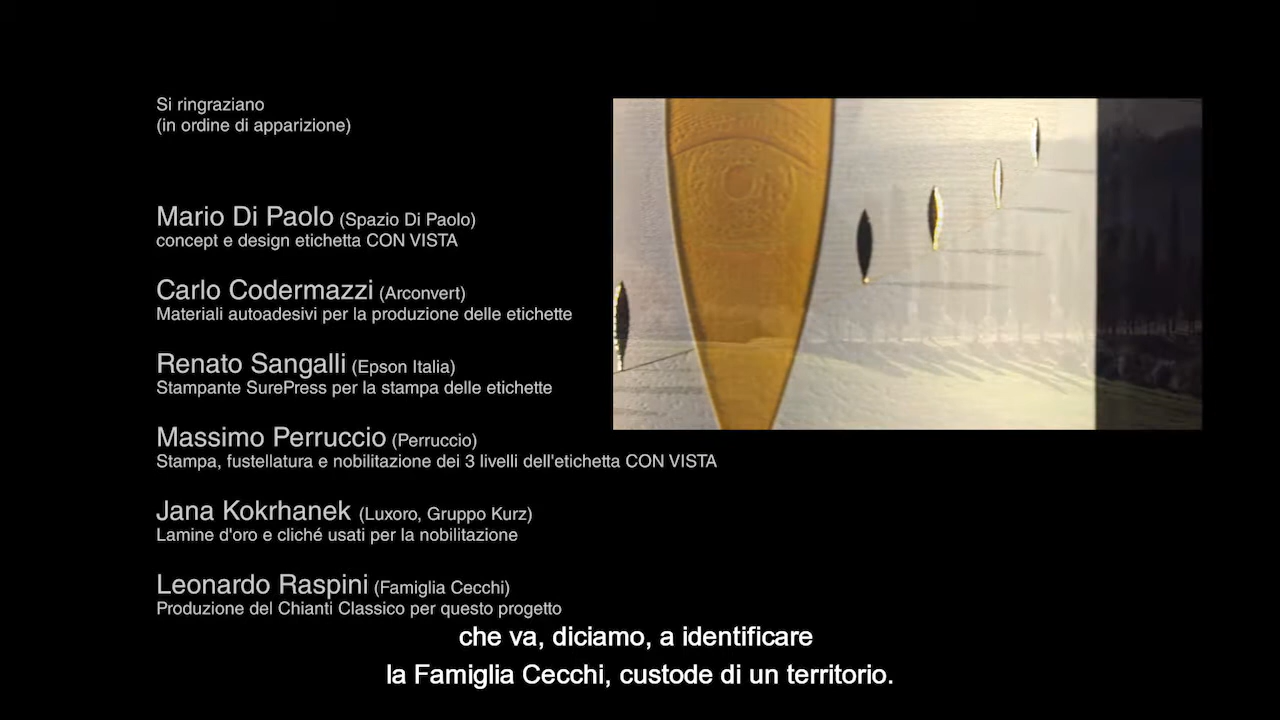 Si ringraziano
(in ordine di apparizione)
Mario Di Paolo (Spazio Di Paolo)
concept e design etichetta CON VISTA
Carlo Codermazzi (Arconvert)
Materiali autoadesivi per la produzione delle etichette
Renato Sangalli (Epson Italia)
Stampante SurePress per la stampa delle etichette
Massimo Perruccio (Perruccio)
Stampa, fustellatura e nobilitazione dei 3 livelli dell'etichetta CON VISTA
Jana Kokrhanek (Luxoro, Gruppo Kurz)
Lamine d'oro e cliché usati per la nobilitazione
Leonardo Raspini (Famiglia Cecchi)
Produzione del Chianti Classico per questo progetto
che va, diciamo, a identificare
la Famiglia Cecchi, custode di un territorio.